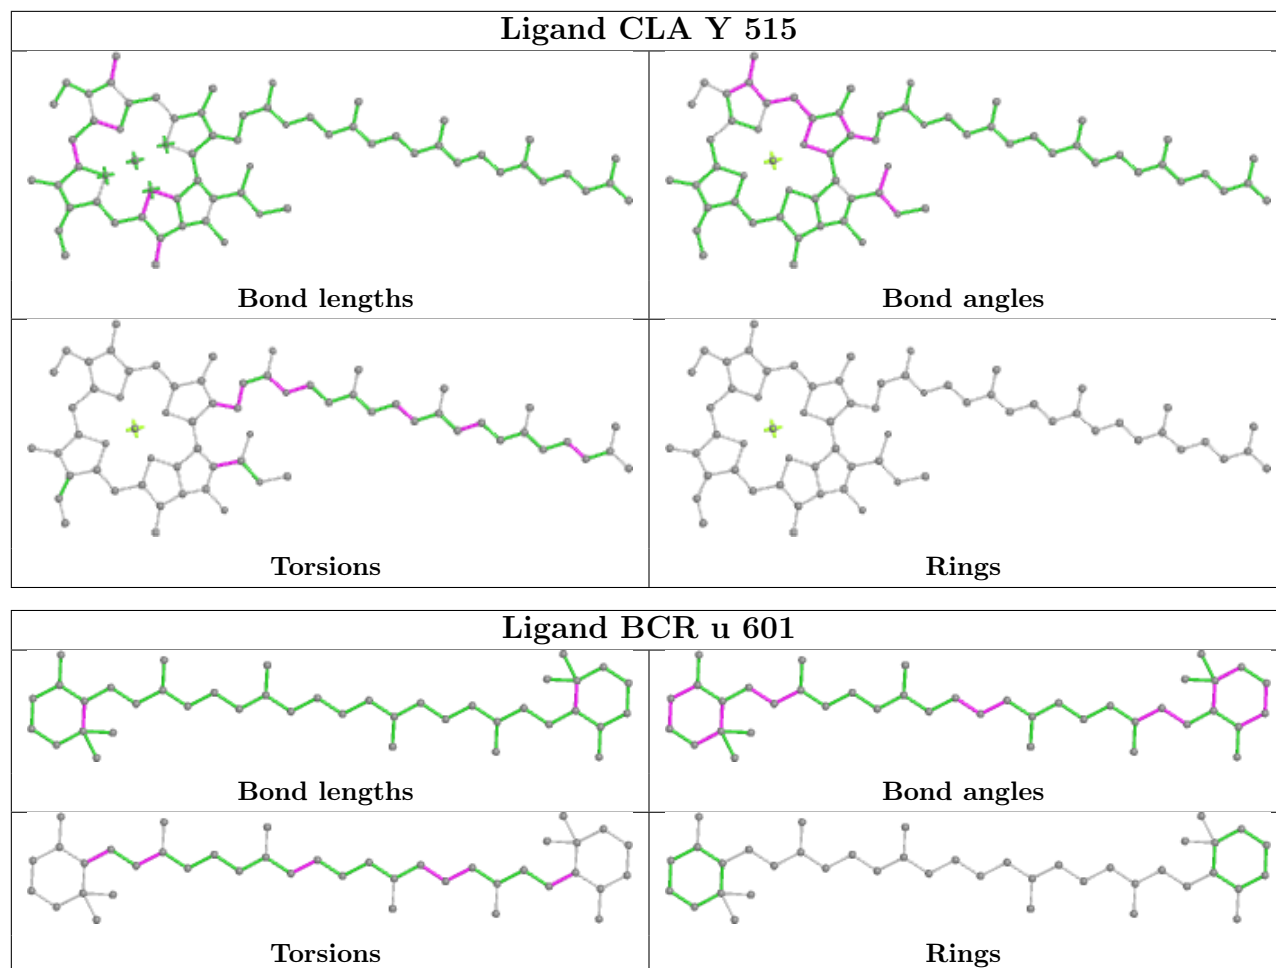 Ligand CLA Y 515
Bond lengths
Bond angles
Torsions
Rings
Ligand BCR u 601
Bond lengths
Bond angles
Torsions
Rings